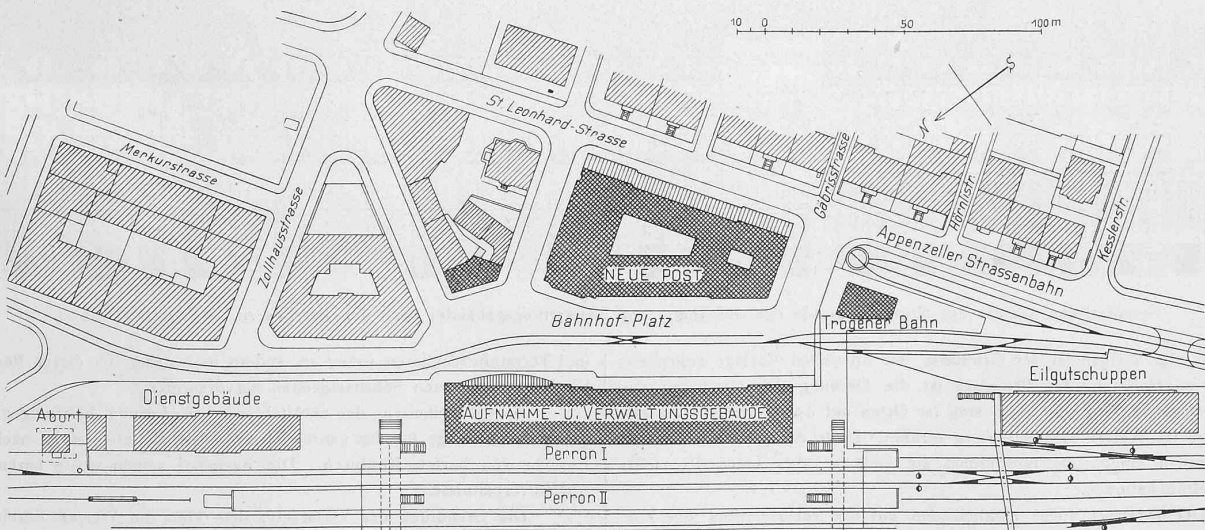 10 0 50 100 m
S
N
St Leonhard-Strasse
Merkurstrasse
Zollhausstrasse
Gäbrisstrasse
Hörnlistr.
Kesslerstr.
Appenzeller Strassenbahn
NEUE POST
Bahnhof-Platz
Trogener Bahn
Eilgutschuppen
Dienstgebäude
Abort
AUFNAHME- U. VERWALTUNGSGEBÄUDE
Perron I
Perron II